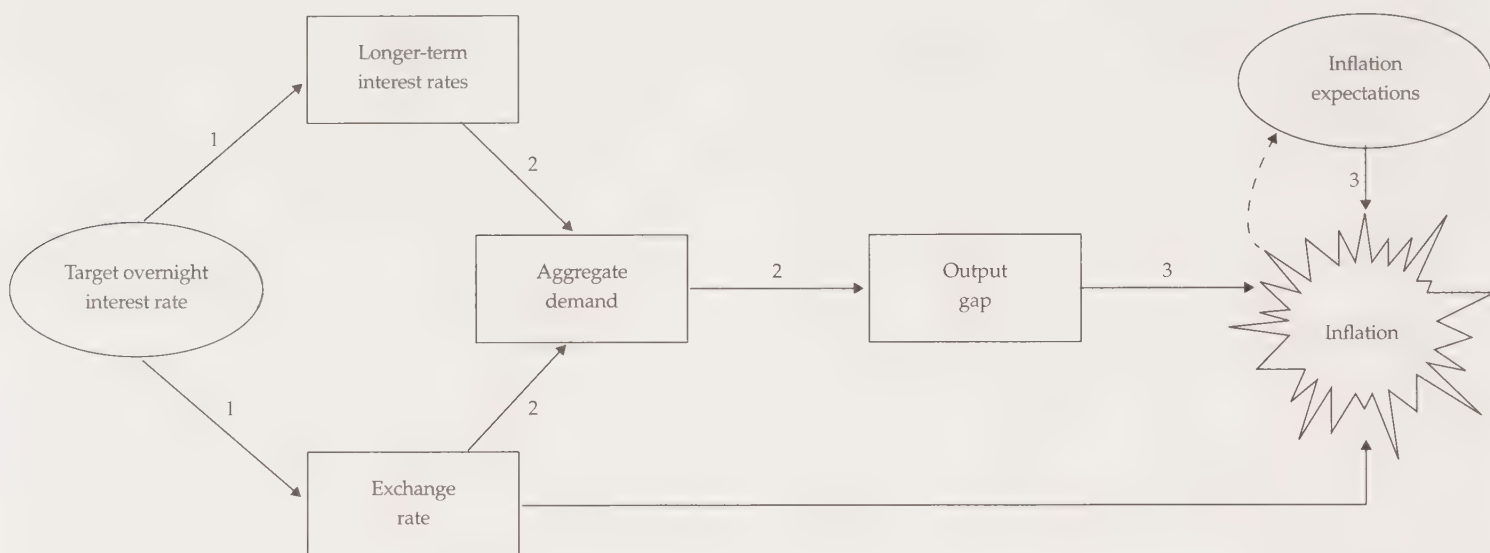 Longer-term
interest rates
Inflation
expectations
1
2
3
Target overnight
interest rate
Aggregate
demand
2
Output
gap
3
Inflation
1
2
Exchange
rate